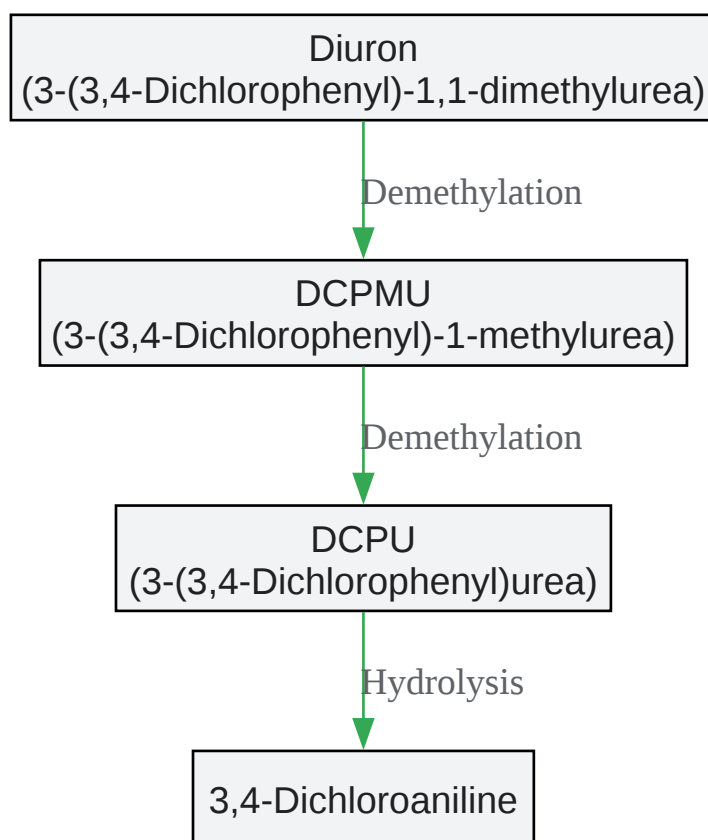 Diuron
(3-(3,4-Dichlorophenyl)-1,1-dimethylurea)
Demethylation
DCPMU
(3-(3,4-Dichlorophenyl)-1-methylurea)
Demethylation
DCPU
(3-(3,4-Dichlorophenyl)urea)
Hydrolysis
3,4-Dichloroaniline